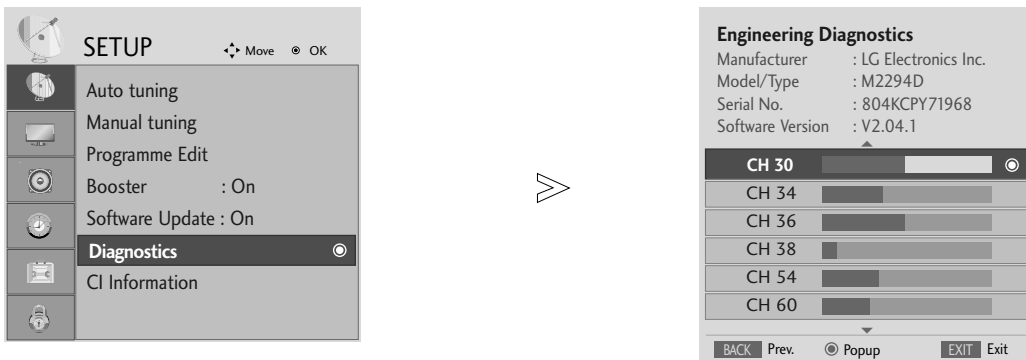 SETUP
Move OK
Auto tuning
Manual tuning
Programme Edit
Booster : On
Software Update : On
Diagnostics
CI Information
Engineering Diagnostics
Manufacturer : LG Electronics Inc.
Model/Type : M2294D
Serial No. : 804KCPY71968
Software Version : V2.04.1
CH 30
CH 34
CH 36
CH 38
CH 54
CH 60
BACK Prev. Popup EXIT Exit